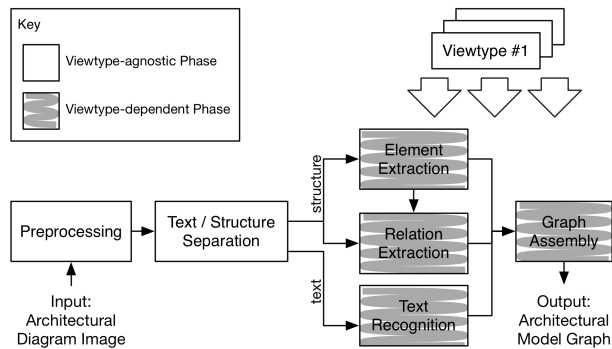 Key
Viewtype-agnostic Phase
Viewtype-dependent Phase
Viewtype #1
Element
Extraction
structure
Preprocessing
Text / Structure
Separation
Relation
Extraction
Graph
Assembly
text
Text
Recognition
Input:
Architectural
Diagram Image
Output:
Architectural
Model Graph